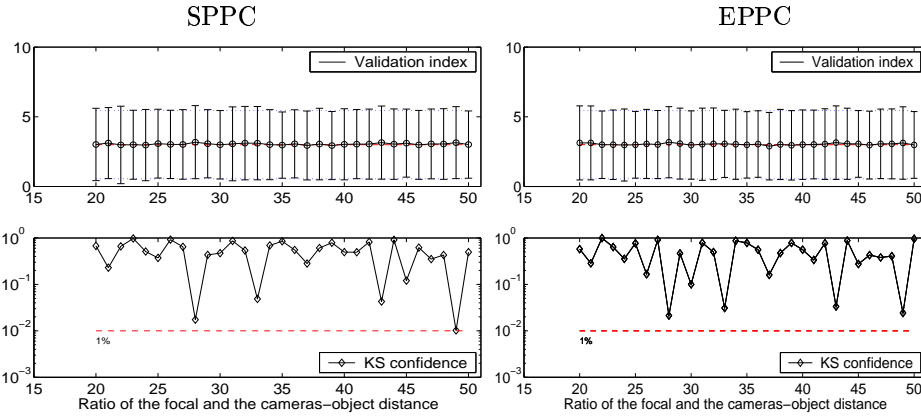 SPPC
EPPC
10
5
0
Validation index
15 20 25 30 35 40 45 50
10
5
0
Validation index
15 20 25 30 35 40 45 50
10^0
10^−1
10^−2
10^−3
1%
KS confidence
15 20 25 30 35 40 45 50
Ratio of the focal and the cameras−object distance
10^0
10^−1
10^−2
10^−3
1%
KS confidence
15 20 25 30 35 40 45 50
Ratio of the focal and the cameras−object distance